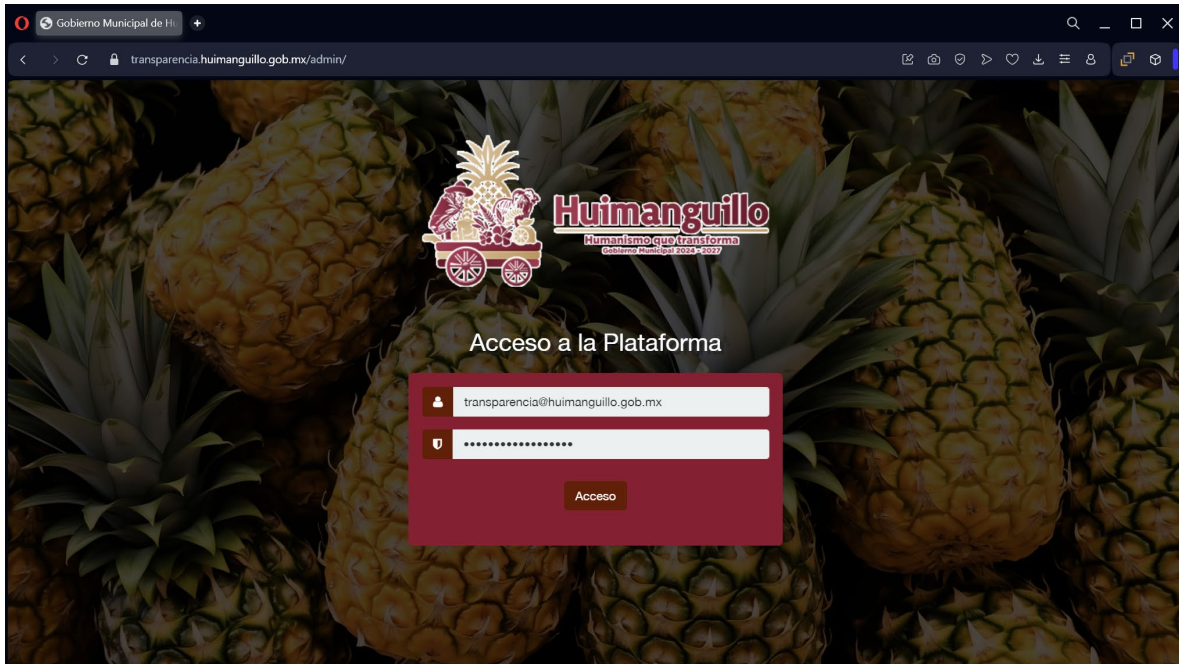 Gobierno Municipal de Hu
transparencia.huimanguillo.gob.mx/admin/
Huimanguillo
Humanismo que transforma
Gobierno Municipal 2024 - 2027
Acceso a la Plataforma
transparencia@huimanguillo.gob.mx
••••••••••••••••••
Acceso